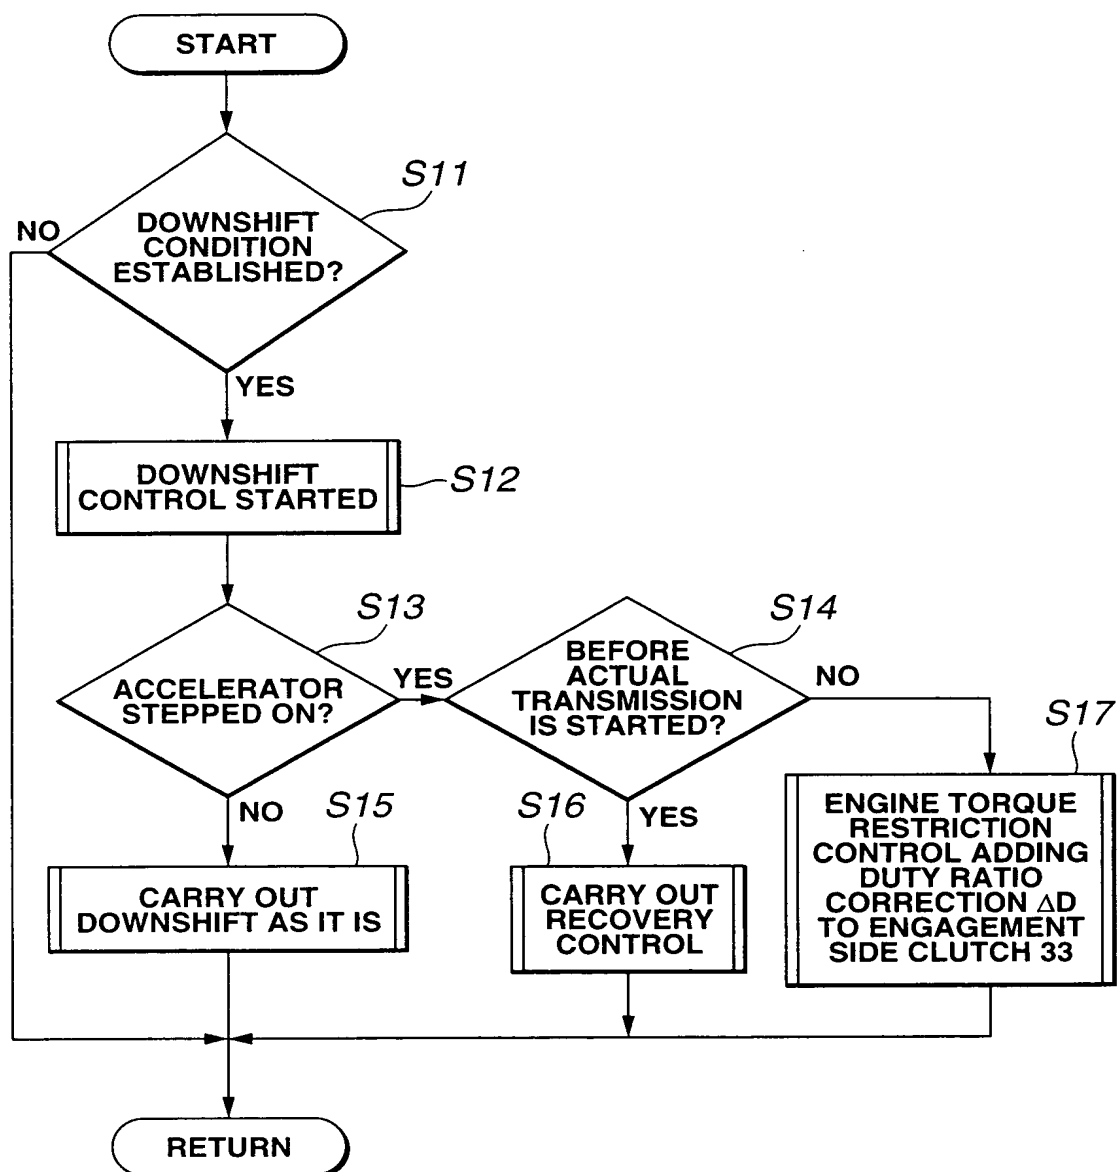 START
S11
NO
DOWNSHIFT
CONDITION
ESTABLISHED?
YES
DOWNSHIFT
CONTROL STARTED
S12
S13
ACCELERATOR
STEPPED ON?
YES
S14
BEFORE
ACTUAL
TRANSMISSION
IS STARTED?
NO
S17
NO
S15
CARRY OUT
DOWNSHIFT AS IT IS
S16
YES
CARRY OUT
RECOVERY
CONTROL
ENGINE TORQUE
RESTRICTION
CONTROL ADDING
DUTY RATIO
CORRECTION ΔD
TO ENGAGEMENT
SIDE CLUTCH 33
RETURN